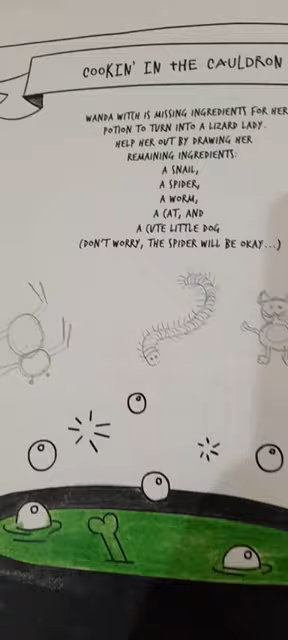 COOKIN' IN THE CAULDRON
WANDA WITCH IS MISSING INGREDIENTS FOR HER
POTION TO TURN INTO A LIZARD LADY.
HELP HER OUT BY DRAWING HER
REMAINING INGREDIENTS:
A SNAIL,
A SPIDER,
A WORM,
A CAT, AND
A CUTE LITTLE DOG
(DON'T WORRY, THE SPIDER WILL BE OKAY...)